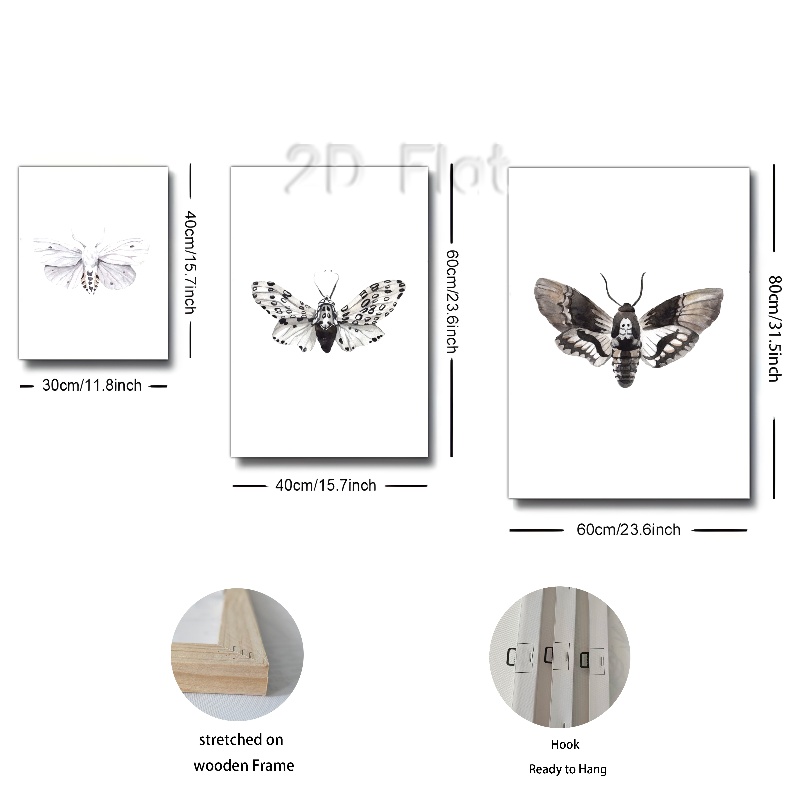 2D Flat
40cm/15.7inch
30cm/11.8inch
60cm/23.6inch
40cm/15.7inch
80cm/31.5inch
60cm/23.6inch
stretched on
wooden Frame
Hook
Ready to Hang